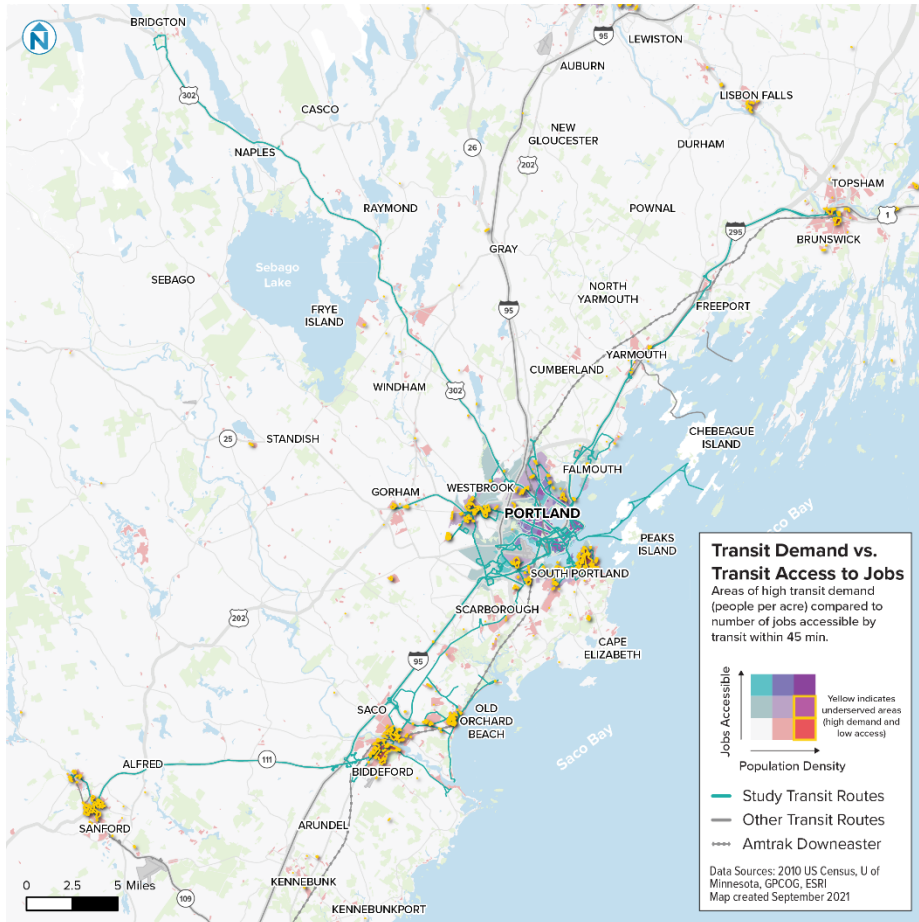 BRIDGTON
N
95
LEWISTON
AUBURN
302
CASCO
LISBON FALLS
NEW
GLOUCESTER
26
DURHAM
NAPLES
202
TOPSHAM
RAYMOND
POWNAL
1
295
BRUNSWICK
GRAY
Sebago
Lake
SEBAGO
NORTH
YARMOUTH
FREEPORT
FRYE
ISLAND
95
YARMOUTH
CUMBERLAND
WINDHAM
302
CHEBEAGUE
ISLAND
25
STANDISH
FALMOUTH
GORHAM
WESTBROOK
PORTLAND
PEAKS
ISLAND
SOUTH PORTLAND
SCARBOROUGH
202
CAPE
ELIZABETH
95
SACO
OLD
ORCHARD
BEACH
Saco Bay
ALFRED
111
BIDDEFORD
SANFORD
ARUNDEL
KENNEBUNK
109
KENNEBUNKPORT
0 2.5 5 Miles
Transit Demand vs.
Transit Access to Jobs
Areas of high transit demand
(people per acre) compared to
number of jobs accessible by
transit within 45 min.
Jobs Accessible
Yellow indicates
underserved areas
(high demand and
low access)
Population Density
Study Transit Routes
Other Transit Routes
Amtrak Downeaster
Data Sources: 2010 US Census, U of
Minnesota, GPCOG, ESRI
Map created September 2021